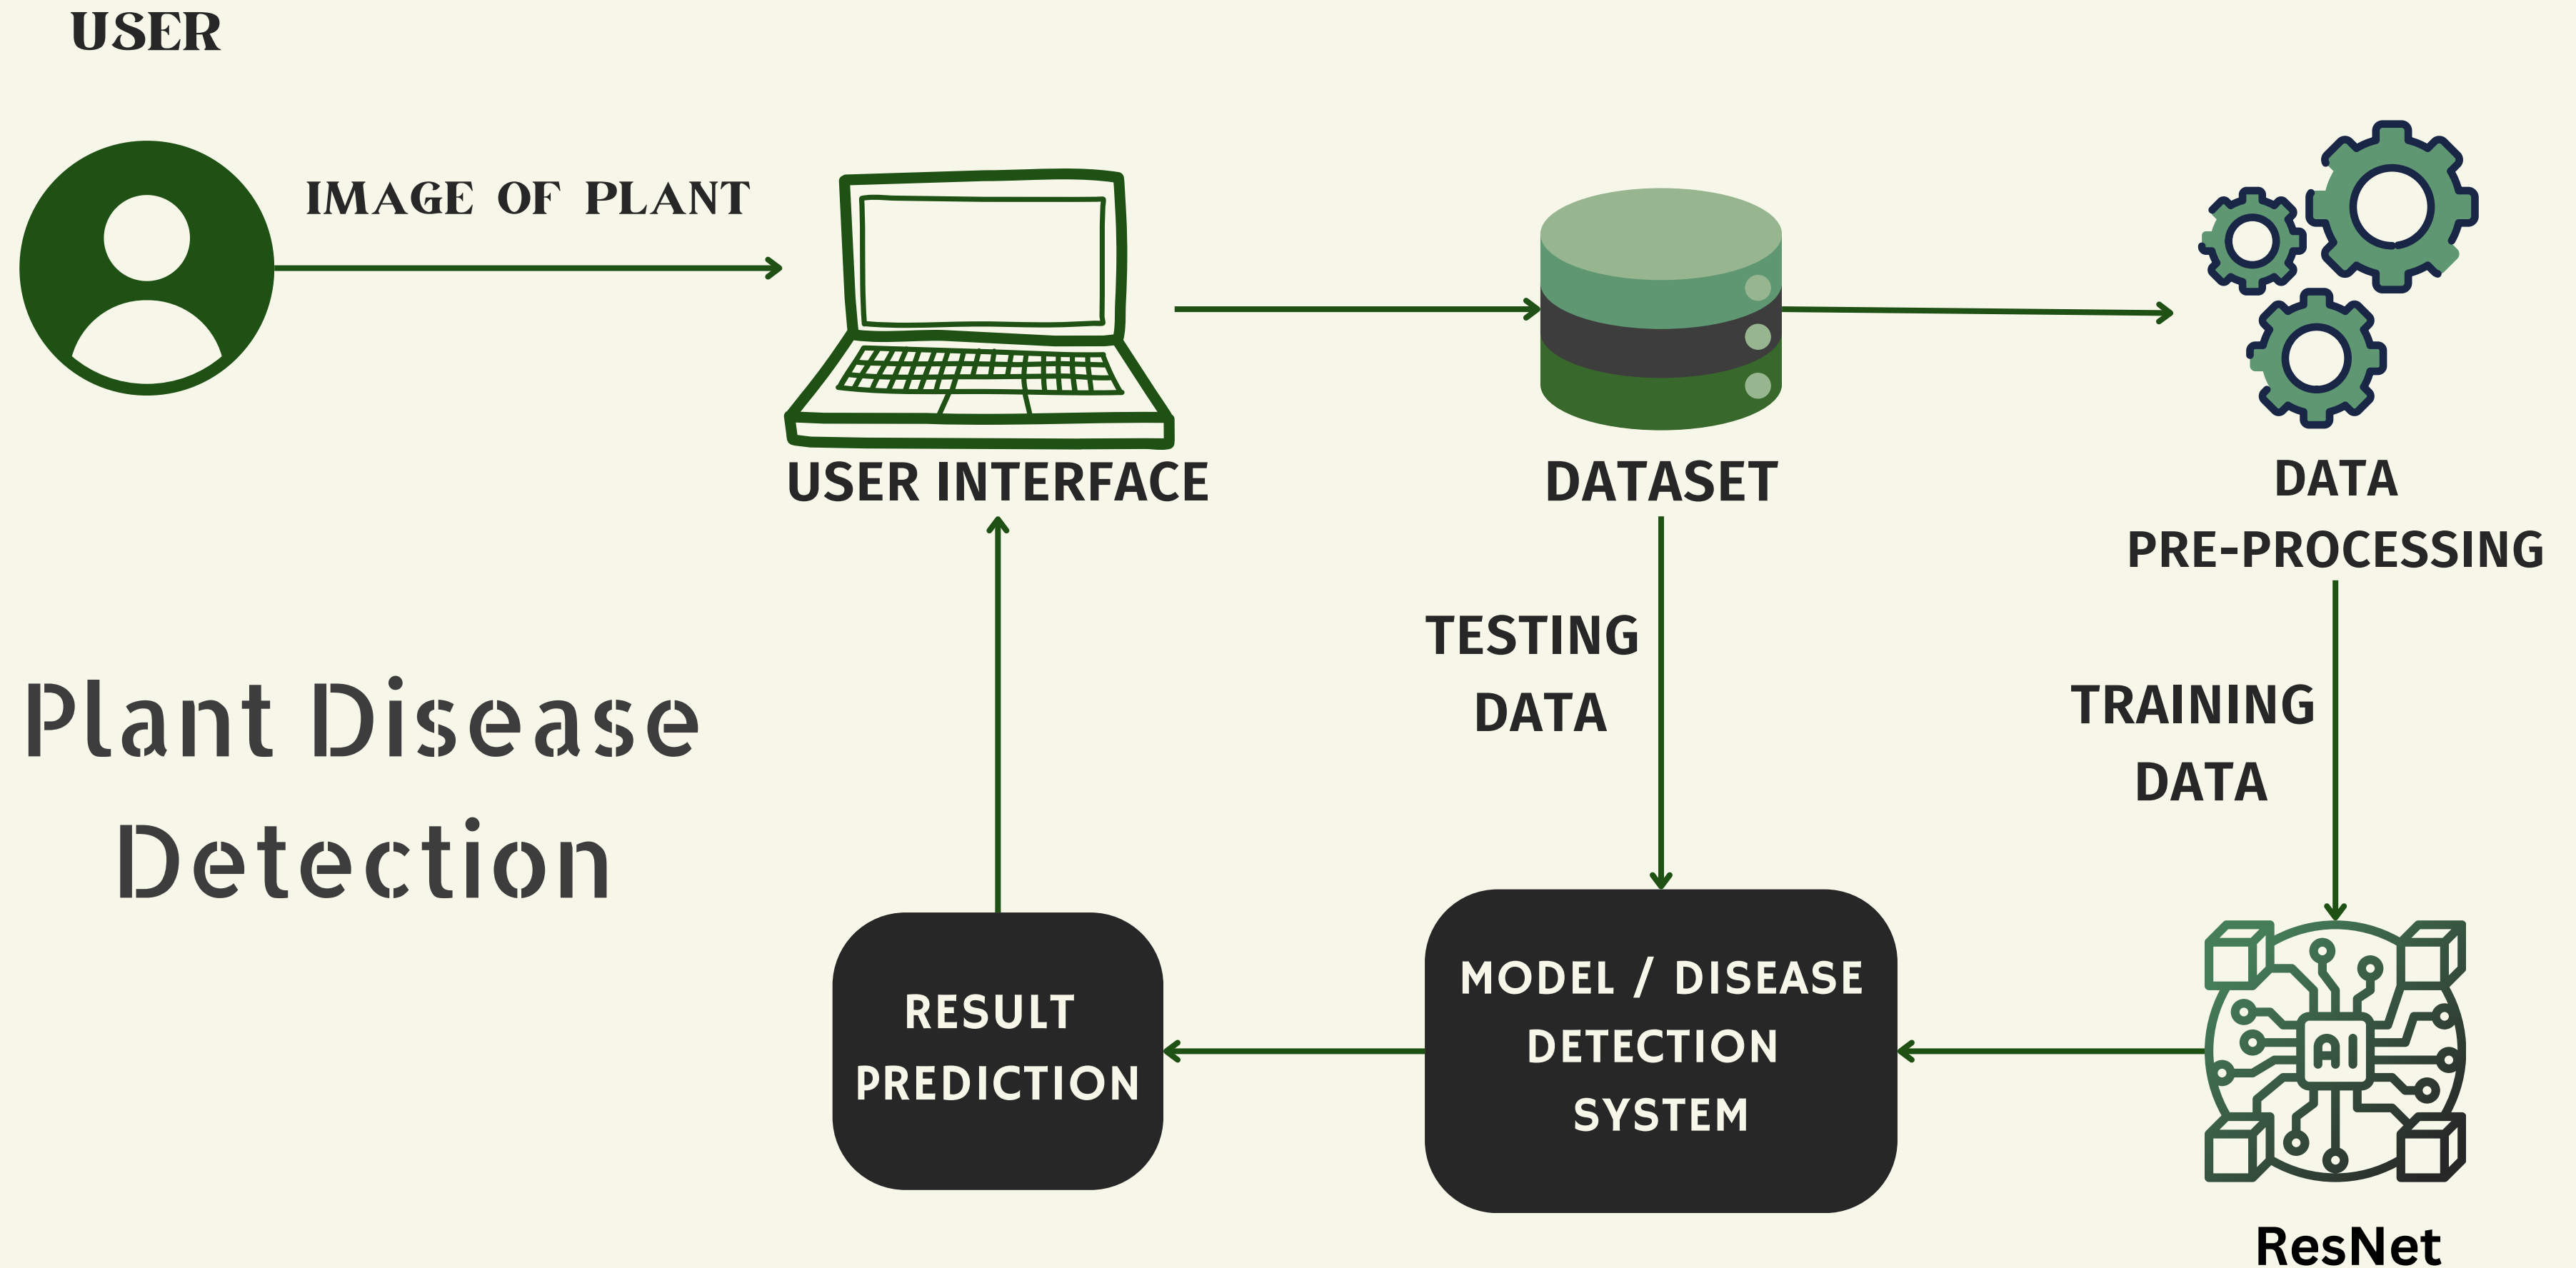 USER
IMAGE OF PLANT
USER INTERFACE
DATASET
DATA
PRE-PROCESSING
TESTING
DATA
TRAINING
DATA
Plant Disease
Detection
RESULT
PREDICTION
MODEL / DISEASE
DETECTION
SYSTEM
AI
ResNet